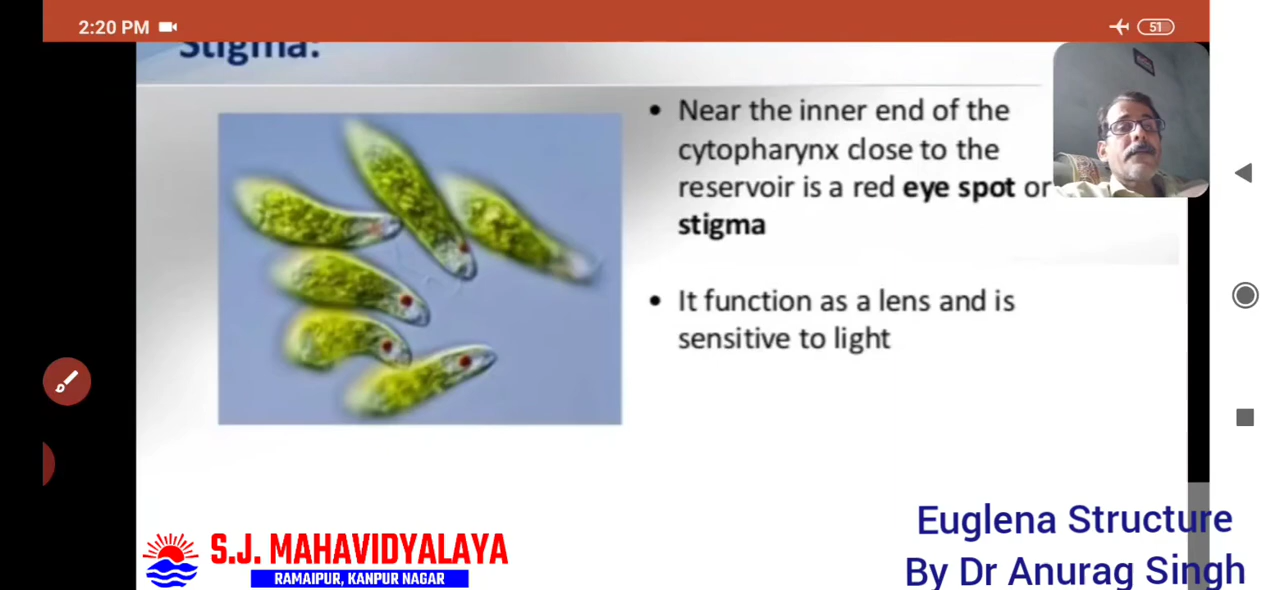 2:20 PM
51
Stigma:
• Near the inner end of the
cytopharynx close to the
reservoir is a red eye spot or
stigma
• It function as a lens and is
sensitive to light
S.J. MAHAVIDYALAYA
RAMAIPUR, KANPUR NAGAR
Euglena Structure
By Dr Anurag Singh